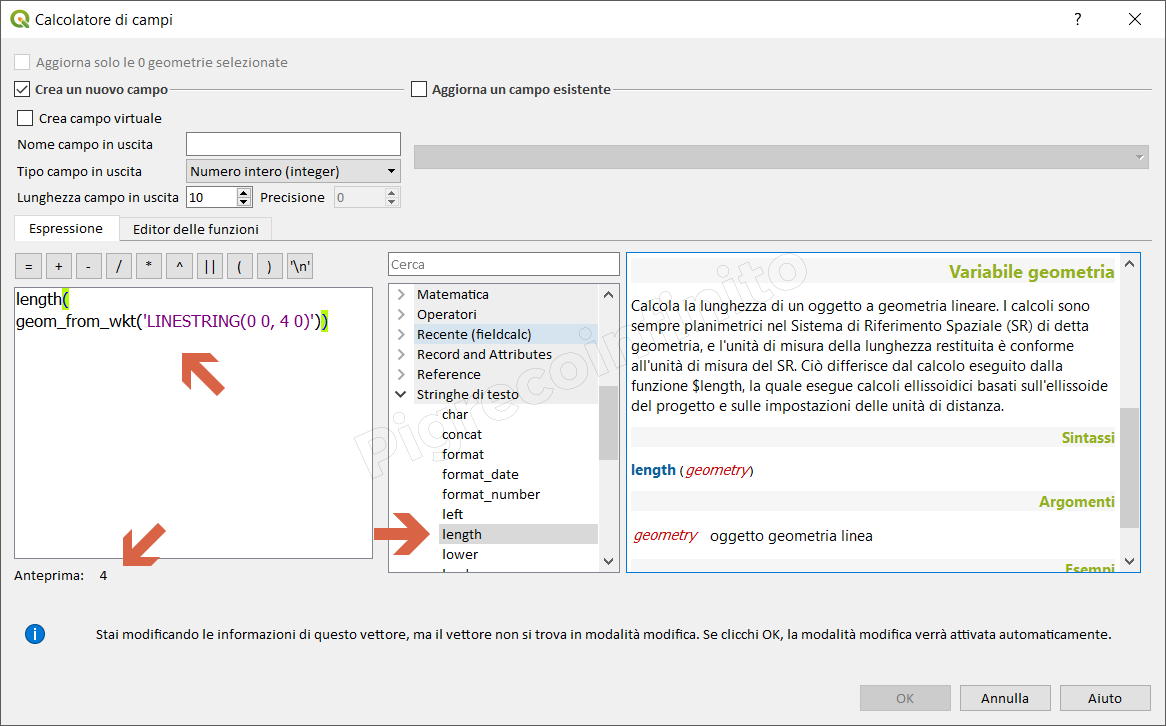 Calcolatore di campi
?
Aggiorna solo le 0 geometrie selezionate
Crea un nuovo campo
Aggiorna un campo esistente
Crea campo virtuale
Nome campo in uscita
Tipo campo in uscita
Numero intero (integer)
Lunghezza campo in uscita
10
Precisione
0
Espressione
Editor delle funzioni
=
+
-
/
*
^
||
(
)
'\n'
length(
geom_from_wkt('LINESTRING(0 0, 4 0)'))
Anteprima: 4
Cerca
Matematica
Operatori
Recente (fieldcalc)
Record and Attributes
Reference
Stringhe di testo
char
concat
format
format_date
format_number
left
length
lower
Variabile geometria
Calcola la lunghezza di un oggetto a geometria lineare. I calcoli sono
sempre planimetrici nel Sistema di Riferimento Spaziale (SR) di detta
geometria, e l'unità di misura della lunghezza restituita è conforme
all'unità di misura del SR. Ciò differisce dal calcolo eseguito dalla
funzione $length, la quale esegue calcoli ellissoidici basati sull'ellissoide
del progetto e sulle impostazioni delle unità di distanza.
Sintassi
length (geometry)
Argomenti
geometry oggetto geometria linea
Esempi
Pigrecoinfinito
Stai modificando le informazioni di questo vettore, ma il vettore non si trova in modalità modifica. Se clicchi OK, la modalità modifica verrà attivata automaticamente.
OK
Annulla
Aiuto